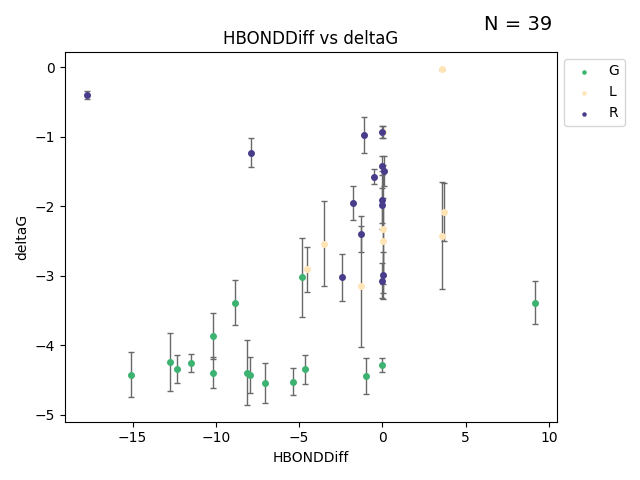 N = 39
HBONDDiff vs deltaG
G
L
R
deltaG
0
−1
−2
−3
−4
−5
−15
−10
−5
0
5
10
HBONDDiff